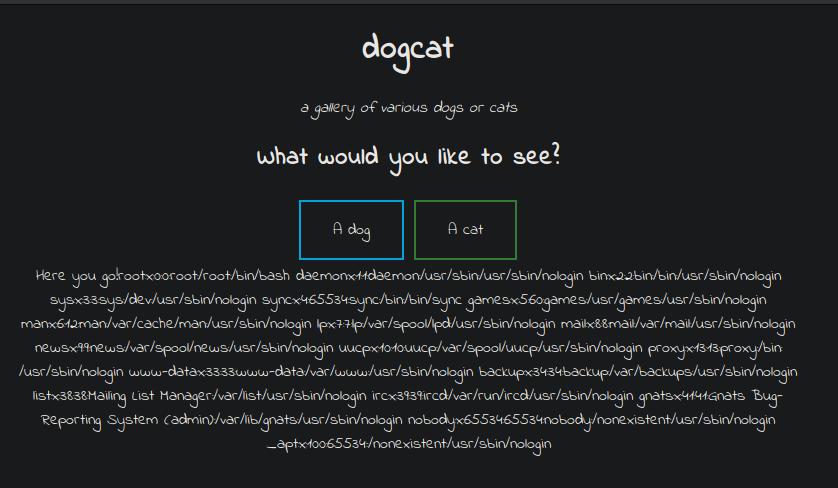 dogcat
a gallery of various dogs or cats
What would you like to see?
A dog
A cat
Here you go!rootx00root/root/bin/bash daemonx11daemon/usr/sbin/usr/sbin/nologin binx22bin/bin/usr/sbin/nologin
sysx33sys/dev/usr/sbin/nologin syncx465534sync/bin/bin/sync gamesx560games/usr/games/usr/sbin/nologin
manx612man/var/cache/man/usr/sbin/nologin lpx77lp/var/spool/lpd/usr/sbin/nologin mailx88mail/var/mail/usr/sbin/nologin
newsx99news/var/spool/news/usr/sbin/nologin uucpx1010uucp/var/spool/uucp/usr/sbin/nologin proxyx1313proxy/bin
/usr/sbin/nologin www-datax3333www-data/var/www/usr/sbin/nologin backupx3434backup/var/backups/usr/sbin/nologin
listx3838Mailing List Manager/var/list/usr/sbin/nologin ircx3939ircd/var/run/ircd/usr/sbin/nologin gnatsx4141Gnats Bug-
Reporting System (admin)/var/lib/gnats/usr/sbin/nologin nobodyx6553465534nobody/nonexistent/usr/sbin/nologin
_aptx10065534/nonexistent/usr/sbin/nologin